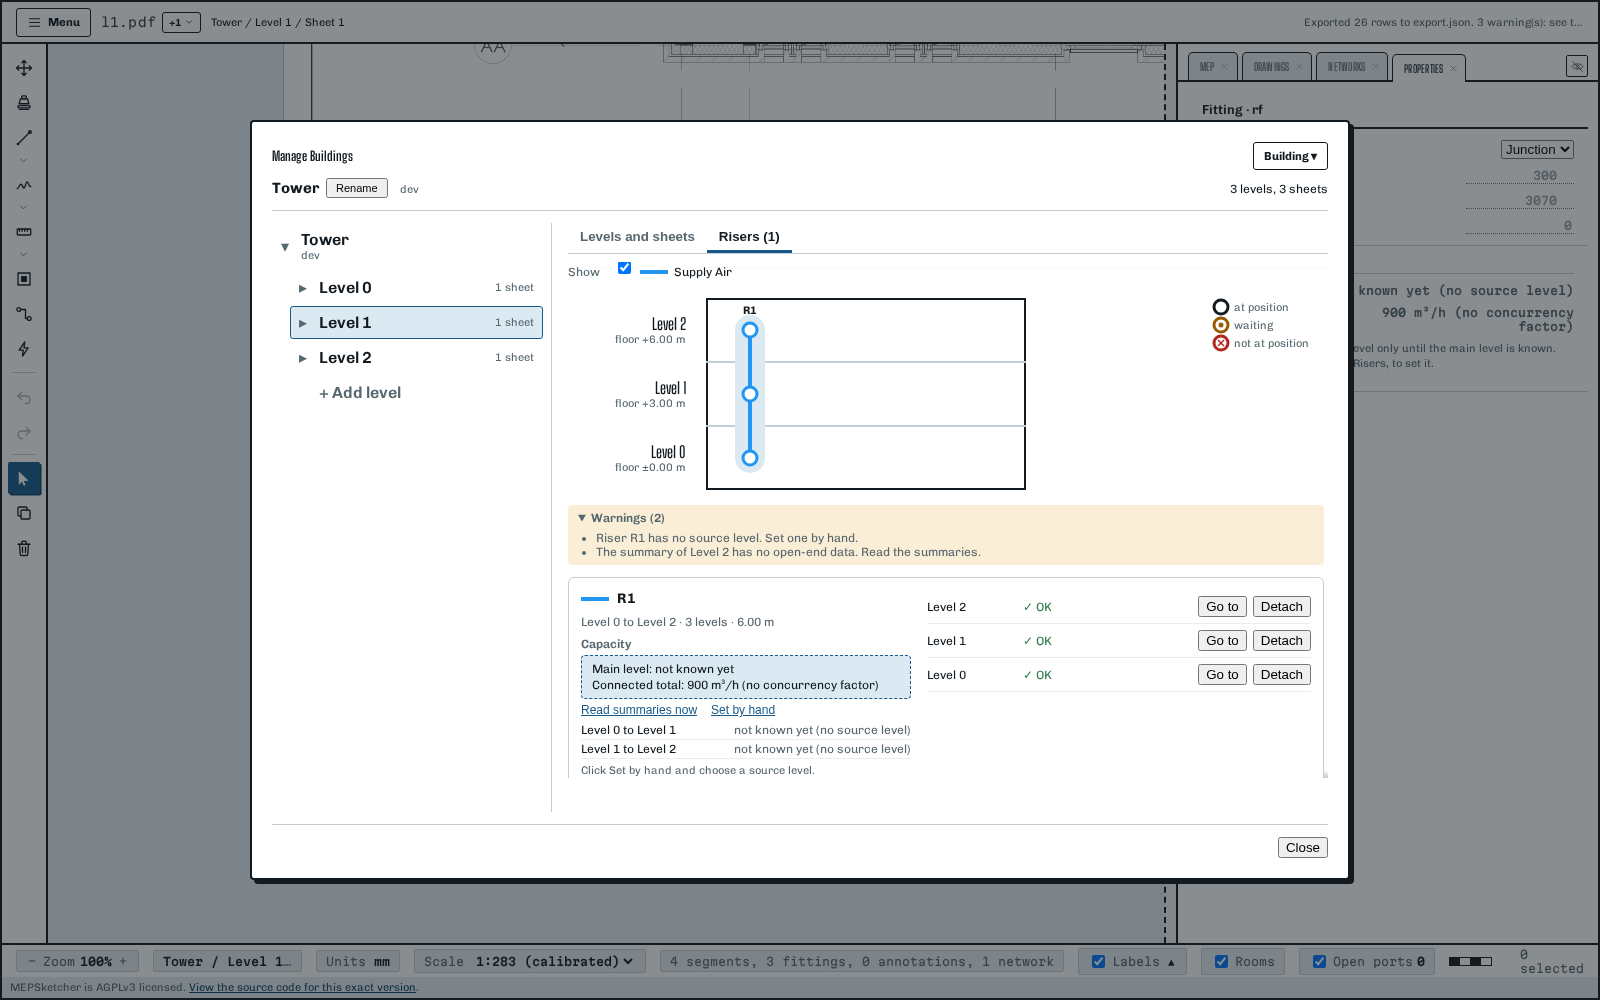 Menu l1.pdf +1 Tower / Level 1 / Sheet 1 Exported 26 rows to export.json. 3 warning(s): see t...
AA
MEP × DRAWINGS × NETWORKS × PROPERTIES ×
Fitting · rf
Junction
300
3070
0
known yet (no source level)
900 m³/h (no concurrency
factor)
evel only until the main level is known.
Risers, to set it.
Manage Buildings
Building ▾
Tower Rename dev 3 levels, 3 sheets
▼ Tower
dev
▶ Level 0 1 sheet
▶ Level 1 1 sheet
▶ Level 2 1 sheet
+ Add level
Levels and sheets Risers (1)
Show Supply Air
R1
Level 2
floor +6.00 m
Level 1
floor +3.00 m
Level 0
floor ±0.00 m
at position
waiting
not at position
▼ Warnings (2)
• Riser R1 has no source level. Set one by hand.
• The summary of Level 2 has no open-end data. Read the summaries.
R1
Level 0 to Level 2 · 3 levels · 6.00 m
Capacity
Main level: not known yet
Connected total: 900 m³/h (no concurrency factor)
Read summaries now Set by hand
Level 0 to Level 1 not known yet (no source level)
Level 1 to Level 2 not known yet (no source level)
Click Set by hand and choose a source level.
Level 2 ✓ OK Go to Detach
Level 1 ✓ OK Go to Detach
Level 0 ✓ OK Go to Detach
Close
− Zoom 100% + Tower / Level 1… Units mm Scale 1:283 (calibrated) 4 segments, 3 fittings, 0 annotations, 1 network Labels ▲ Rooms Open ports 0 0 selected
MEPSketcher is AGPLv3 licensed. View the source code for this exact version.